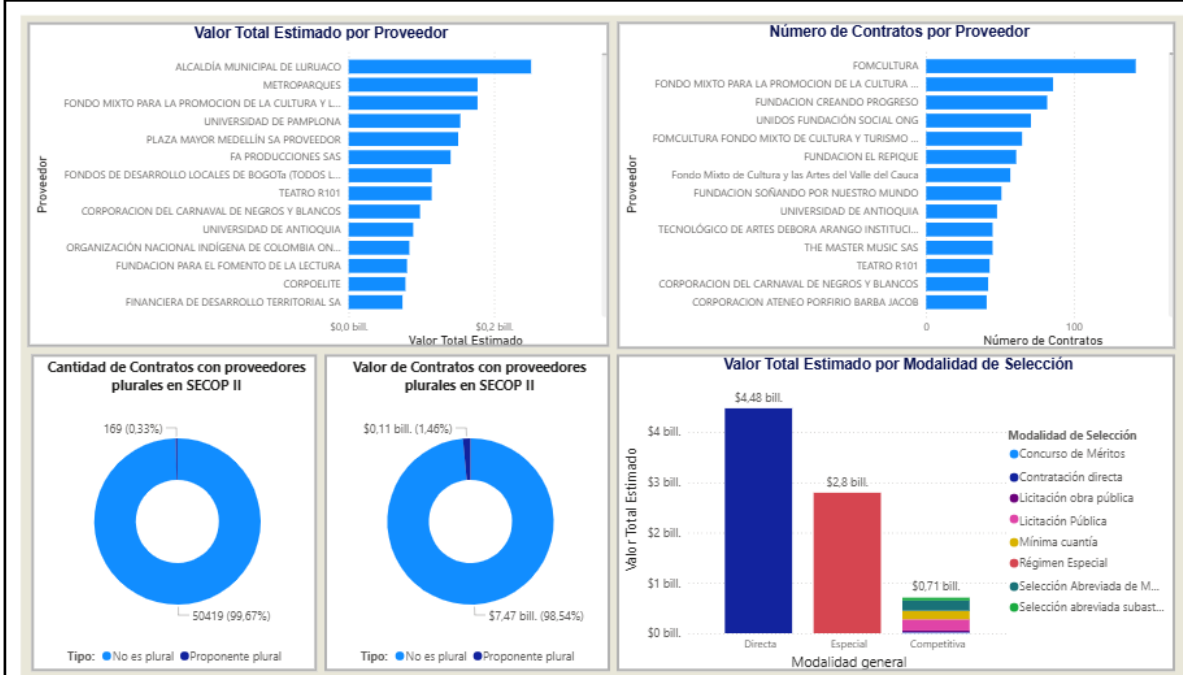 Valor Total Estimado por Proveedor
Proveedor
ALCALDÍA MUNICIPAL DE LURUACO
METROPARQUES
FONDO MIXTO PARA LA PROMOCION DE LA CULTURA Y L...
UNIVERSIDAD DE PAMPLONA
PLAZA MAYOR MEDELLÍN SA PROVEEDOR
FA PRODUCCIONES SAS
FONDOS DE DESARROLLO LOCALES DE BOGOTa (TODOS L...
TEATRO R101
CORPORACION DEL CARNAVAL DE NEGROS Y BLANCOS
UNIVERSIDAD DE ANTIOQUIA
ORGANIZACIÓN NACIONAL INDÍGENA DE COLOMBIA ON...
FUNDACION PARA EL FOMENTO DE LA LECTURA
CORPOELITE
FINANCIERA DE DESARROLLO TERRITORIAL SA
$0,0 bill.
$0,2 bill.
Valor Total Estimado
Número de Contratos por Proveedor
Proveedor
FOMCULTURA
FONDO MIXTO PARA LA PROMOCION DE LA CULTURA ...
FUNDACION CREANDO PROGRESO
UNIDOS FUNDACIÓN SOCIAL ONG
FOMCULTURA FONDO MIXTO DE CULTURA Y TURISMO ...
FUNDACION EL REPIQUE
Fondo Mixto de Cultura y las Artes del Valle del Cauca
FUNDACION SOÑANDO POR NUESTRO MUNDO
UNIVERSIDAD DE ANTIOQUIA
TECNOLÓGICO DE ARTES DEBORA ARANGO INSTITUCI...
THE MASTER MUSIC SAS
TEATRO R101
CORPORACION DEL CARNAVAL DE NEGROS Y BLANCOS
CORPORACION ATENEO PORFIRIO BARBA JACOB
0
100
Número de Contratos
Cantidad de Contratos con proveedores
plurales en SECOP II
169 (0,33%)
50419 (99,67%)
Tipo: No es plural Proponente plural
Valor de Contratos con proveedores
plurales en SECOP II
$0,11 bill. (1,46%)
$7,47 bill. (98,54%)
Tipo: No es plural Proponente plural
Valor Total Estimado por Modalidad de Selección
Valor Total Estimado
$4 bill.
$3 bill.
$2 bill.
$1 bill.
$0 bill.
$4,48 bill.
$2,8 bill.
$0,71 bill.
Directa
Especial
Competitiva
Modalidad general
Modalidad de Selección
Concurso de Méritos
Contratación directa
Licitación obra pública
Licitación Pública
Mínima cuantía
Régimen Especial
Selección Abreviada de M...
Selección abreviada subast...